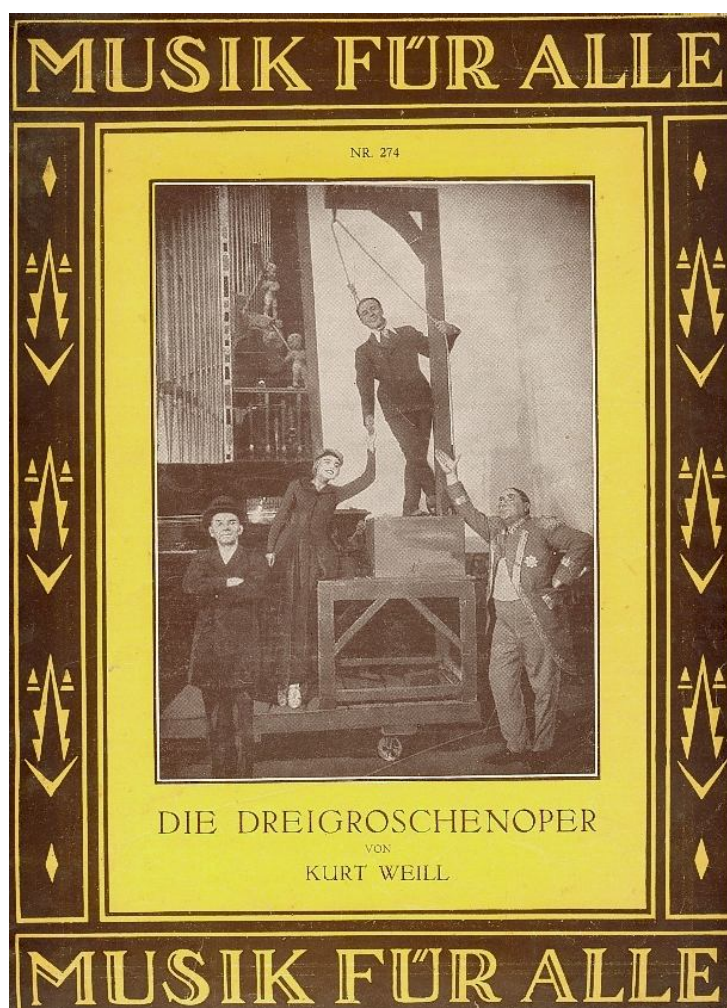 MUSIK FÜR ALLE
NR. 274
DIE DREIGROSCHENOPER
VON
KURT WEILL
MUSIK FÜR ALLE